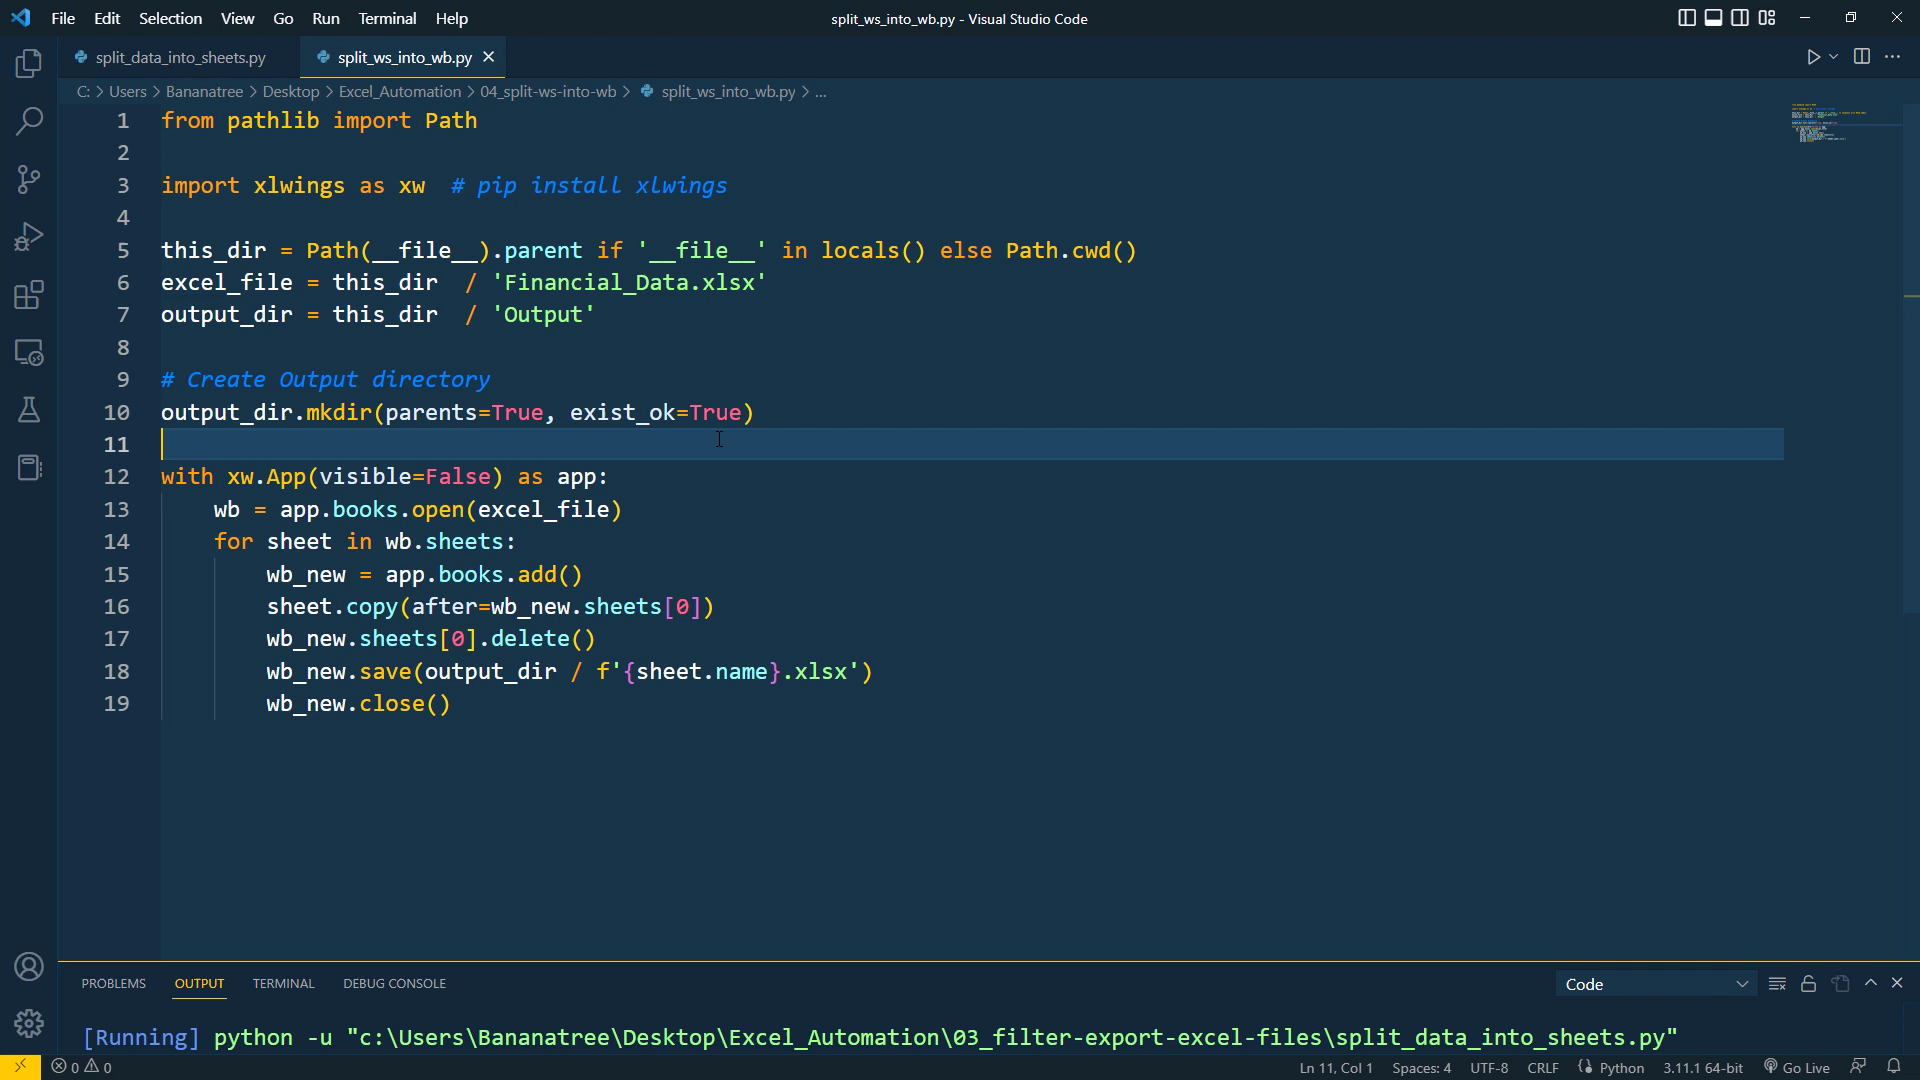 File Edit Selection View Go Run Terminal Help
split_ws_into_wb.py - Visual Studio Code
split_data_into_sheets.py
split_ws_into_wb.py
C: > Users > Bananatree > Desktop > Excel_Automation > 04_split-ws-into-wb > split_ws_into_wb.py > ...
1 from pathlib import Path
2
3 import xlwings as xw  # pip install xlwings
4
5 this_dir = Path(__file__).parent if '__file__' in locals() else Path.cwd()
6 excel_file = this_dir  / 'Financial_Data.xlsx'
7 output_dir = this_dir  / 'Output'
8
9 # Create Output directory
10 output_dir.mkdir(parents=True, exist_ok=True)
11
12 with xw.App(visible=False) as app:
13     wb = app.books.open(excel_file)
14     for sheet in wb.sheets:
15         wb_new = app.books.add()
16         sheet.copy(after=wb_new.sheets[0])
17         wb_new.sheets[0].delete()
18         wb_new.save(output_dir / f'{sheet.name}.xlsx')
19         wb_new.close()
PROBLEMS OUTPUT TERMINAL DEBUG CONSOLE
Code
[Running] python -u "c:\Users\Bananatree\Desktop\Excel_Automation\03_filter-export-excel-files\split_data_into_sheets.py"
0 0
Ln 11, Col 1 Spaces: 4 UTF-8 CRLF Python 3.11.1 64-bit Go Live